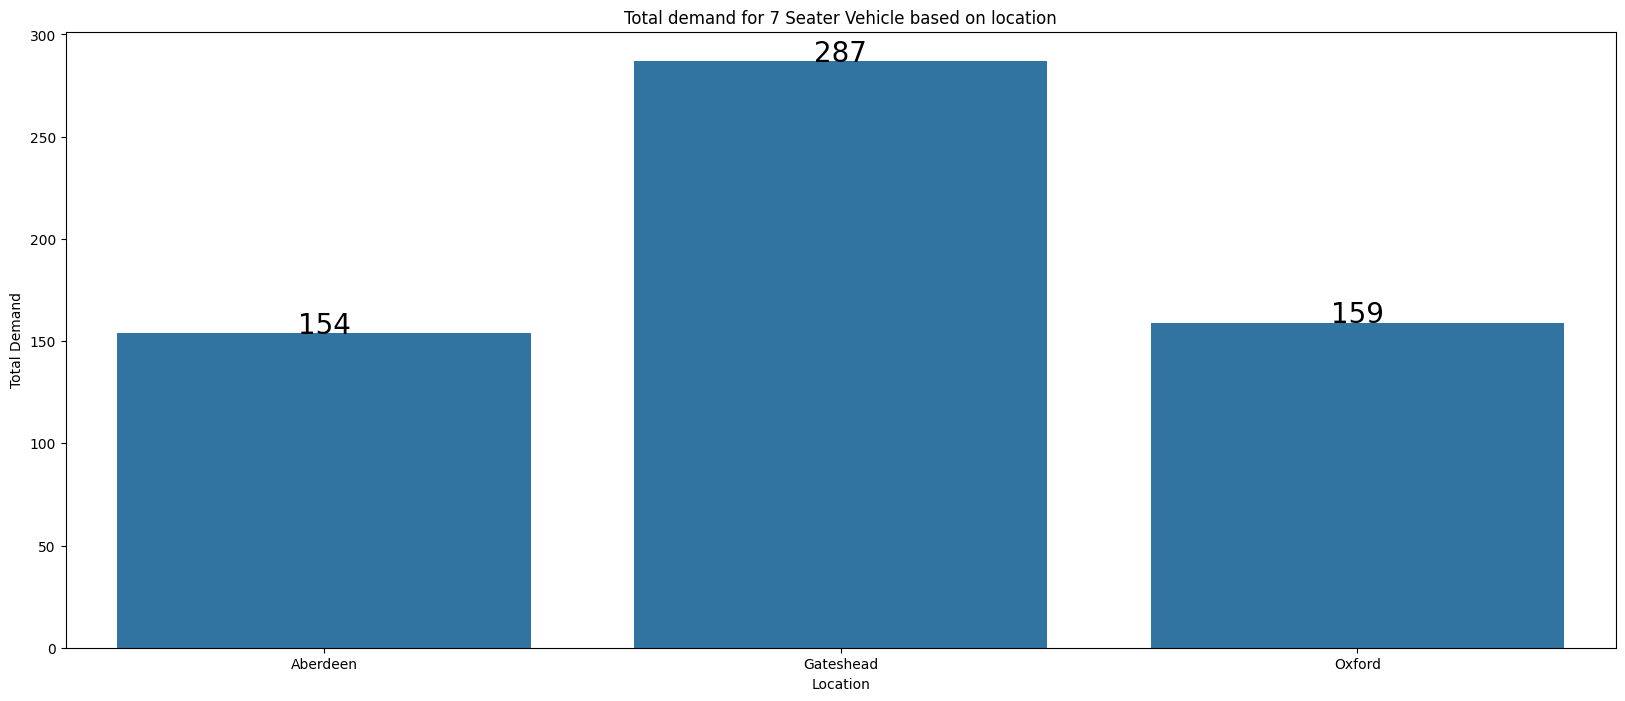 Total demand for 7 Seater Vehicle based on location
300
250
200
150
100
50
0
Total Demand
154
287
159
Aberdeen
Gateshead
Oxford
Location